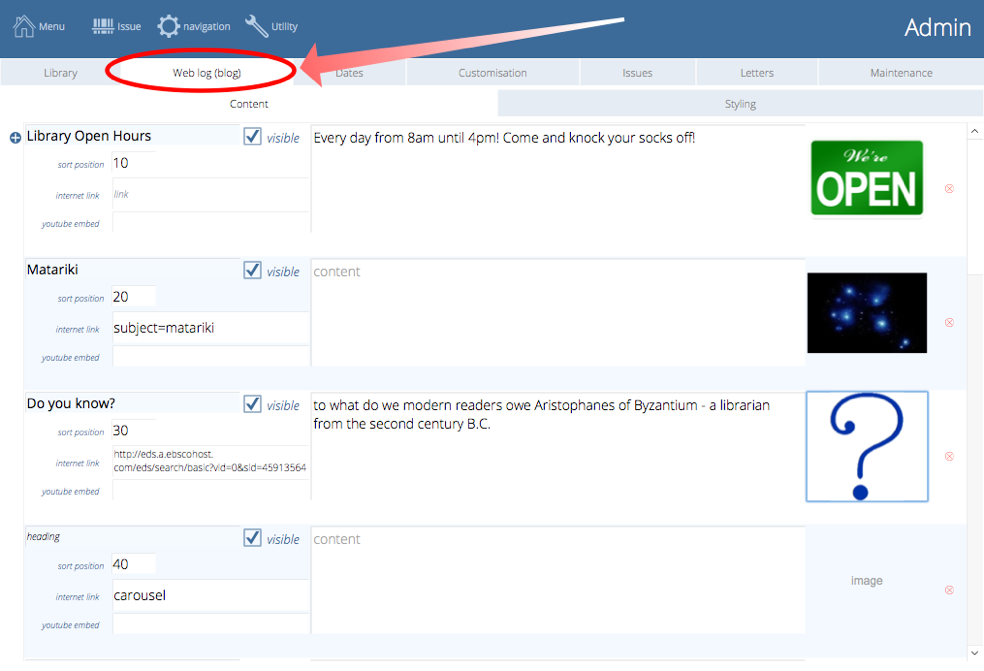 Menu Issue navigation Utility Admin
Library Web log (blog) Dates Customisation Issues Letters Maintenance
Content Styling
Library Open Hours visible Every day from 8am until 4pm! Come and knock your socks off!
sort position 10
internet link link
youtube embed
We're
OPEN
Matariki visible content
sort position 20
internet link subject=matariki
youtube embed
Do you know? visible to what do we modern readers owe Aristophanes of Byzantium - a librarian
from the second century B.C.
sort position 30
internet link http://eds.a.ebscohost.
com/eds/search/basic?vid=0&sid=45913564
youtube embed
?
heading visible content
sort position 40
image
internet link carousel
youtube embed